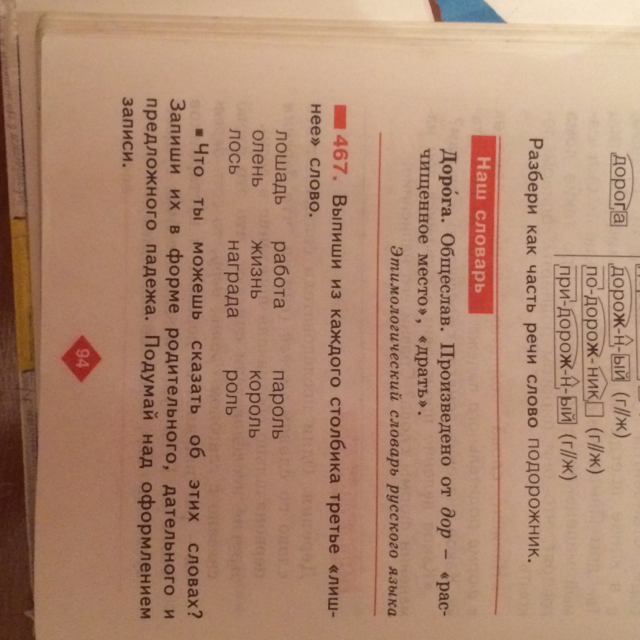 дорога
дорож-н-ый (г//ж)
по-дорож-ник (г//ж)
при-дорож-н-ый (г//ж)
Разбери как часть речи слово подорожник.
Наш словарь
Доро́га. Общеслав. Произведено от дор – «рас-
чищенное место», «драть».
Этимологический словарь русского языка
467. Выпиши из каждого столбика третье «лиш-
нее» слово.
лошадь работа пароль
олень жизнь король
лось награда роль
▪ Что ты можешь сказать об этих словах?
Запиши их в форме родительного, дательного и
предложного падежа. Подумай над оформлением
записи.
94